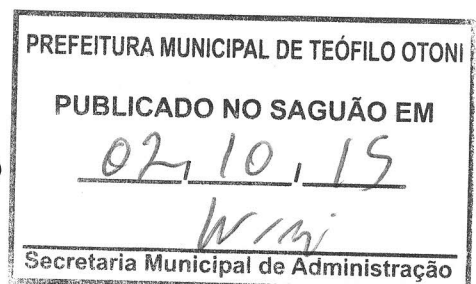 PREFEITURA MUNICIPAL DE TEÓFILO OTONI
PUBLICADO NO SAGUÃO EM
02, 10, 15
Secretaria Municipal de Administração